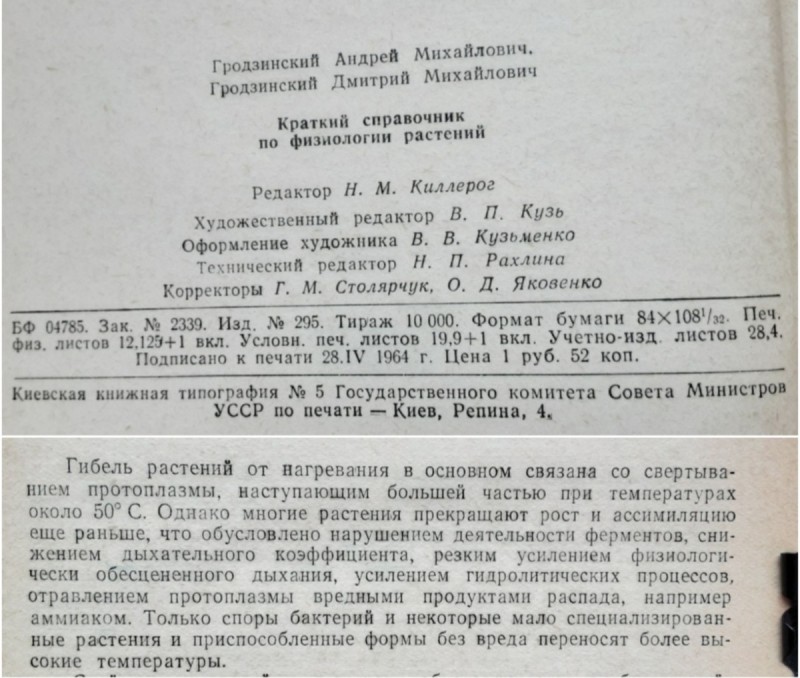 Гродзинский Андрей Михайлович.
Гродзинский Дмитрий Михайлович
Краткий справочник
по физиологии растений
Редактор Н. М. Киллерог
Художественный редактор В. П. Кузь
Оформление художника В. В. Кузьменко
Технический редактор Н. П. Рахлина
Корректоры Г. М. Столярчук, О. Д. Яковенко
БФ 04785. Зак. № 2339. Изд. № 295. Тираж 10 000. Формат бумаги 84×108¹/₃₂. Печ.
физ. листов 12,125+1 вкл. Условн. печ. листов 19,9+1 вкл. Учетно-изд. листов 28,4.
Подписано к печати 28.IV 1964 г. Цена 1 руб. 52 коп.
Киевская книжная типография № 5 Государственного комитета Совета Министров
УССР по печати — Киев, Репина, 4.
Гибель растений от нагревания в основном связана со свертыва-
нием протоплазмы, наступающим большей частью при температурах
около 50° С. Однако многие растения прекращают рост и ассимиляцию
еще раньше, что обусловлено нарушением деятельности ферментов, сни-
жением дыхательного коэффициента, резким усилением физиологи-
чески обесцененного дыхания, усилением гидролитических процессов,
отравлением протоплазмы вредными продуктами распада, например
аммиаком. Только споры бактерий и некоторые мало специализирован-
ные растения и приспособленные формы без вреда переносят более вы-
сокие температуры.